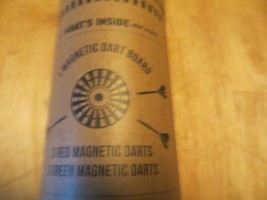 WHAT'S INSIDE
1 MAGNETIC DART BOARD
3 RED MAGNETIC DARTS
GREEN MAGNETIC DARTS